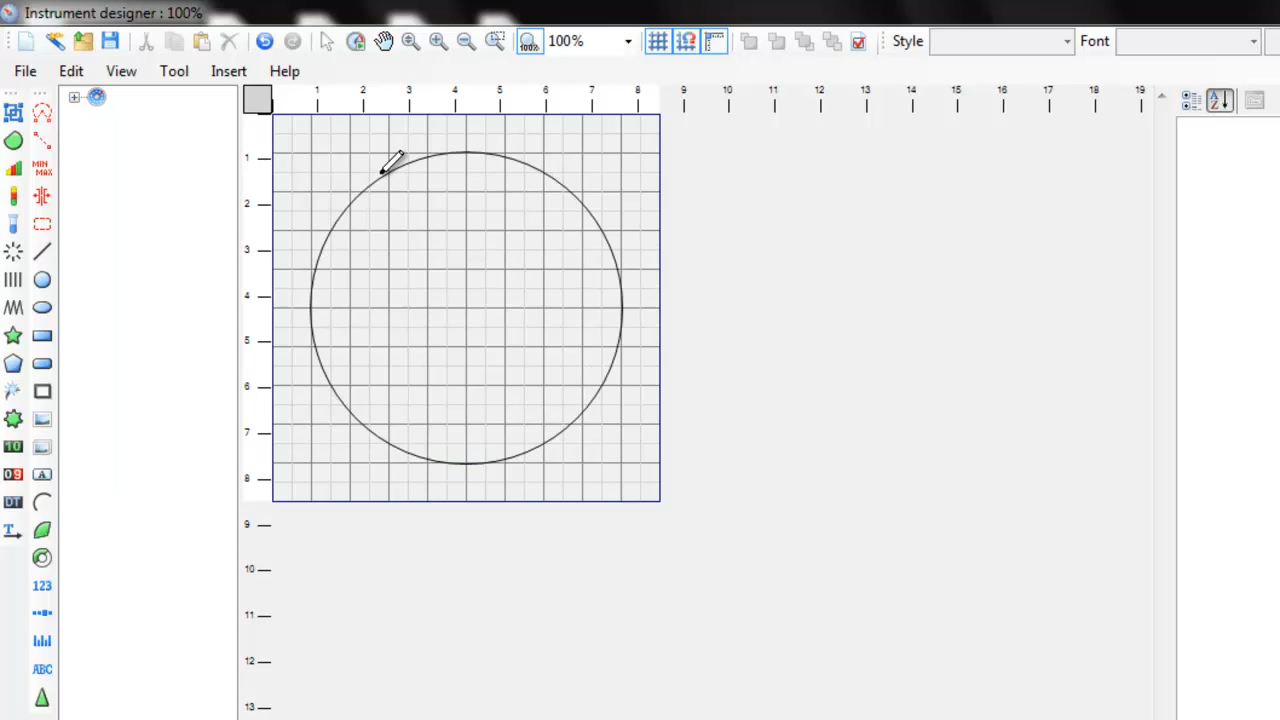 Instrument designer : 100%
100% 100% Style Font
File Edit View Tool Insert Help
1 2 3 4 5 6 7 8 9 10 11 12 13 14 15 16 17 18 19
A Z
MIN
MAX
1
2
3
4
5
6
7
8
9
10
11
12
13
10
09 A
DT
T
123
ABC